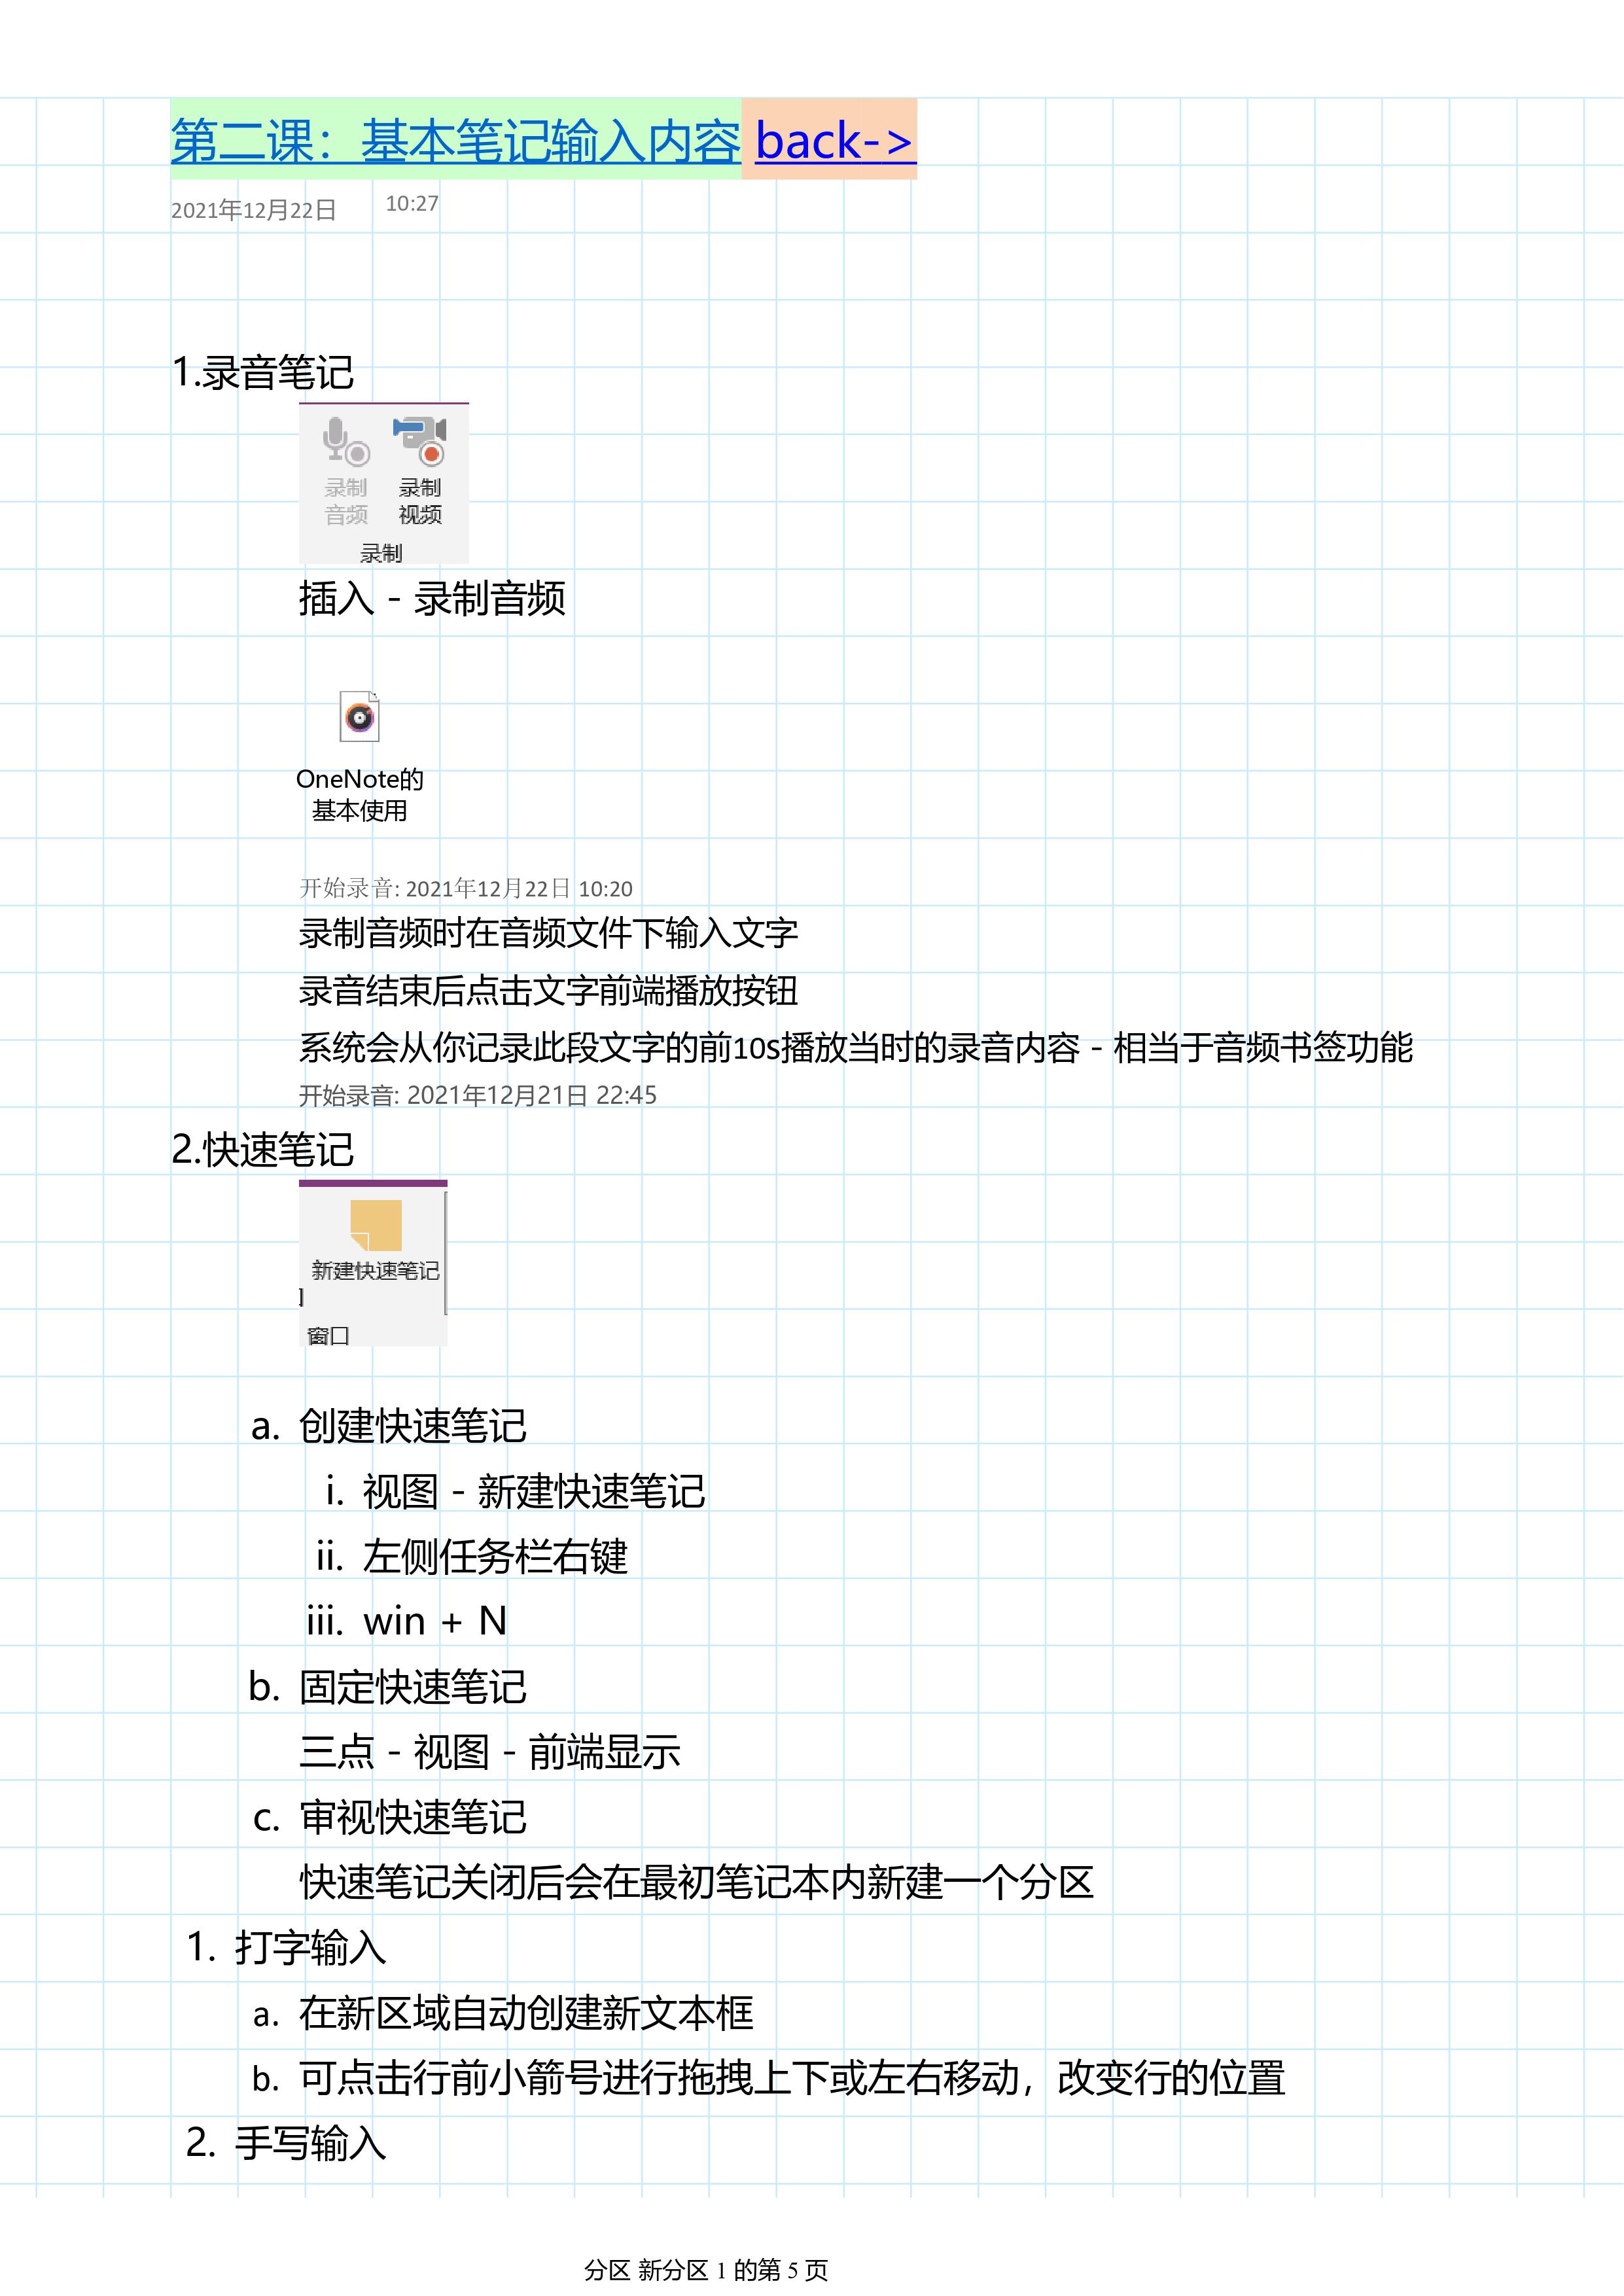 第二课：基本笔记输入内容 back->
2021年12月22日 10:27
1.录音笔记
录制音频 录制视频
录制
插入 - 录制音频
OneNote的
基本使用
开始录音: 2021年12月22日 10:20
录制音频时在音频文件下输入文字
录音结束后点击文字前端播放按钮
系统会从你记录此段文字的前10s播放当时的录音内容 - 相当于音频书签功能
开始录音: 2021年12月21日 22:45
2.快速笔记
新建快速笔记
窗口
a. 创建快速笔记
i. 视图 - 新建快速笔记
ii. 左侧任务栏右键
iii. win + N
b. 固定快速笔记
三点 - 视图 - 前端显示
c. 审视快速笔记
快速笔记关闭后会在最初笔记本内新建一个分区
1. 打字输入
a. 在新区域自动创建新文本框
b. 可点击行前小箭号进行拖拽上下或左右移动，改变行的位置
2. 手写输入
分区 新分区 1 的第 5 页